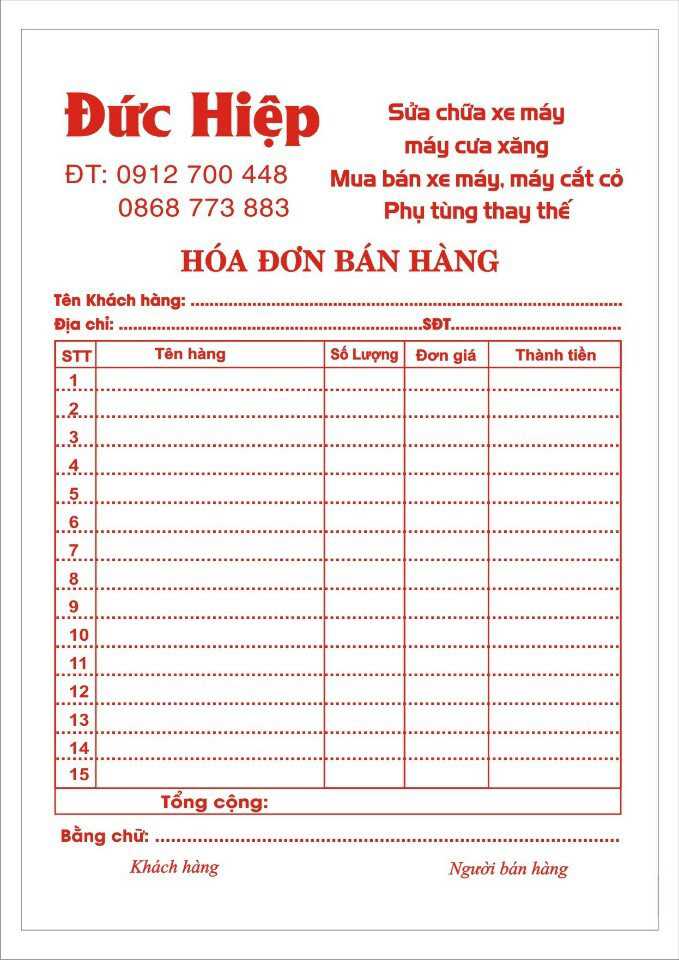 Đức Hiệp
ĐT: 0912 700 448
0868 773 883
Sửa chữa xe máy
máy cưa xăng
Mua bán xe máy, máy cắt cỏ
Phụ tùng thay thế
HÓA ĐƠN BÁN HÀNG
Tên Khách hàng:
Địa chỉ: SĐT
STT Tên hàng Số Lượng Đơn giá Thành tiền
1
2
3
4
5
6
7
8
9
10
11
12
13
14
15
Tổng cộng:
Bằng chữ:
Khách hàng Người bán hàng